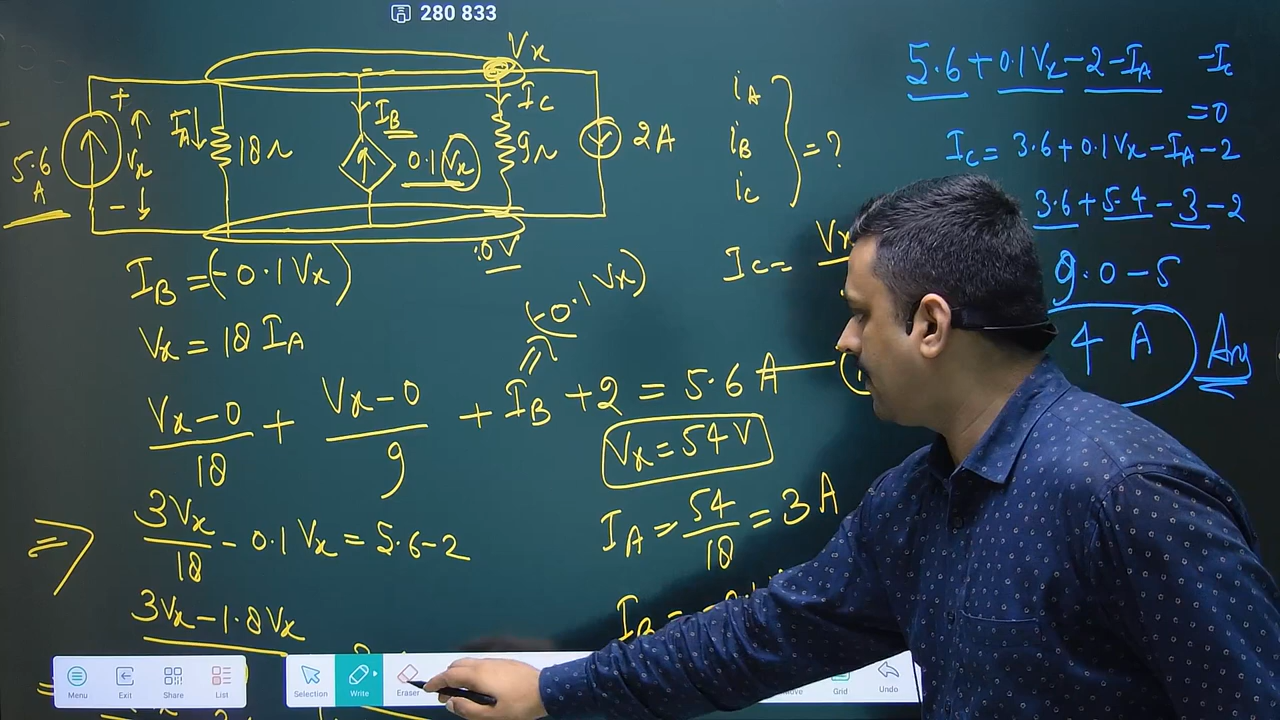 280 833
Vx
+
5.6
A
Vx
-
IA
18Ω
IB
0.1 Vx
IC
9Ω
2A
.0V
iA
iB
iC
= ?
IB = (-0.1Vx)
Vx = 18 IA
Ic =
(-0.1Vx)
Vx-0/18 + Vx-0/9 + IB + 2 = 5.6 A
Vx = 54V
⇒ 3Vx/18 - 0.1Vx = 5.6-2
IA = 54/18 = 3 A
3Vx-1.8Vx
IB =
5.6+0.1Vx-2-IA -Ic
=0
Ic = 3.6+0.1Vx-IA-2
3.6+5.4-3-2
9.0-5
4 A Ans
Menu Exit Share List Selection Write Eraser Grid Undo